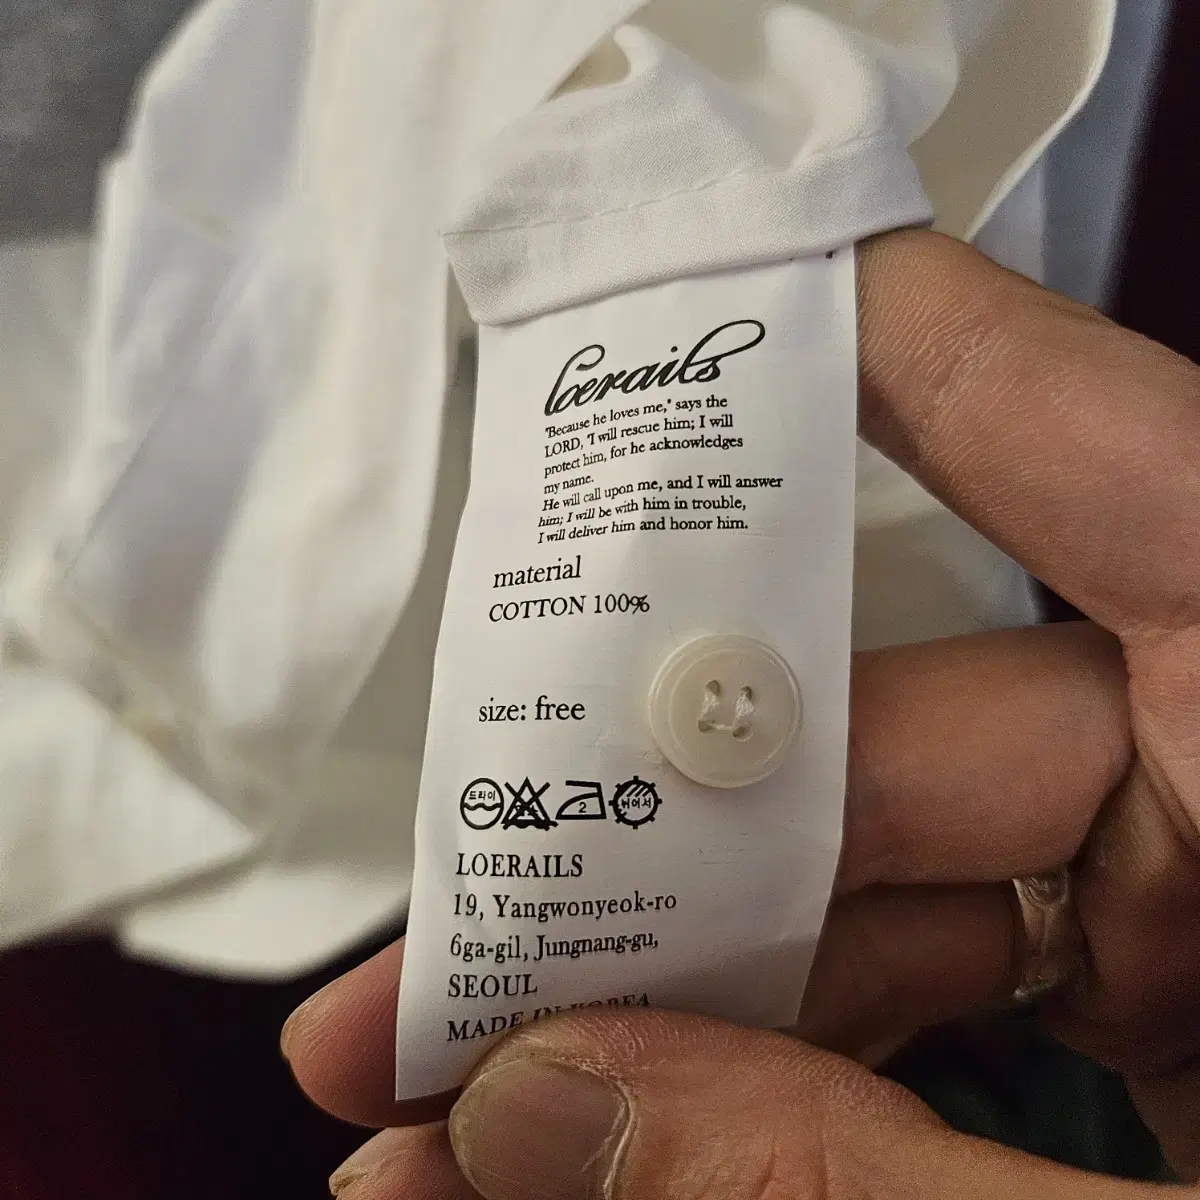 loerails
"Because he loves me," says the
LORD, "I will rescue him; I will
protect him, for he acknowledges
my name.
He will call upon me, and I will answer
him; I will be with him in trouble,
I will deliver him and honor him.
material
COTTON 100%
size: free
드라이 2 뉘어서
LOERAILS
19, Yangwonyeok-ro
6ga-gil, Jungnang-gu,
SEOUL
MADE IN KOREA